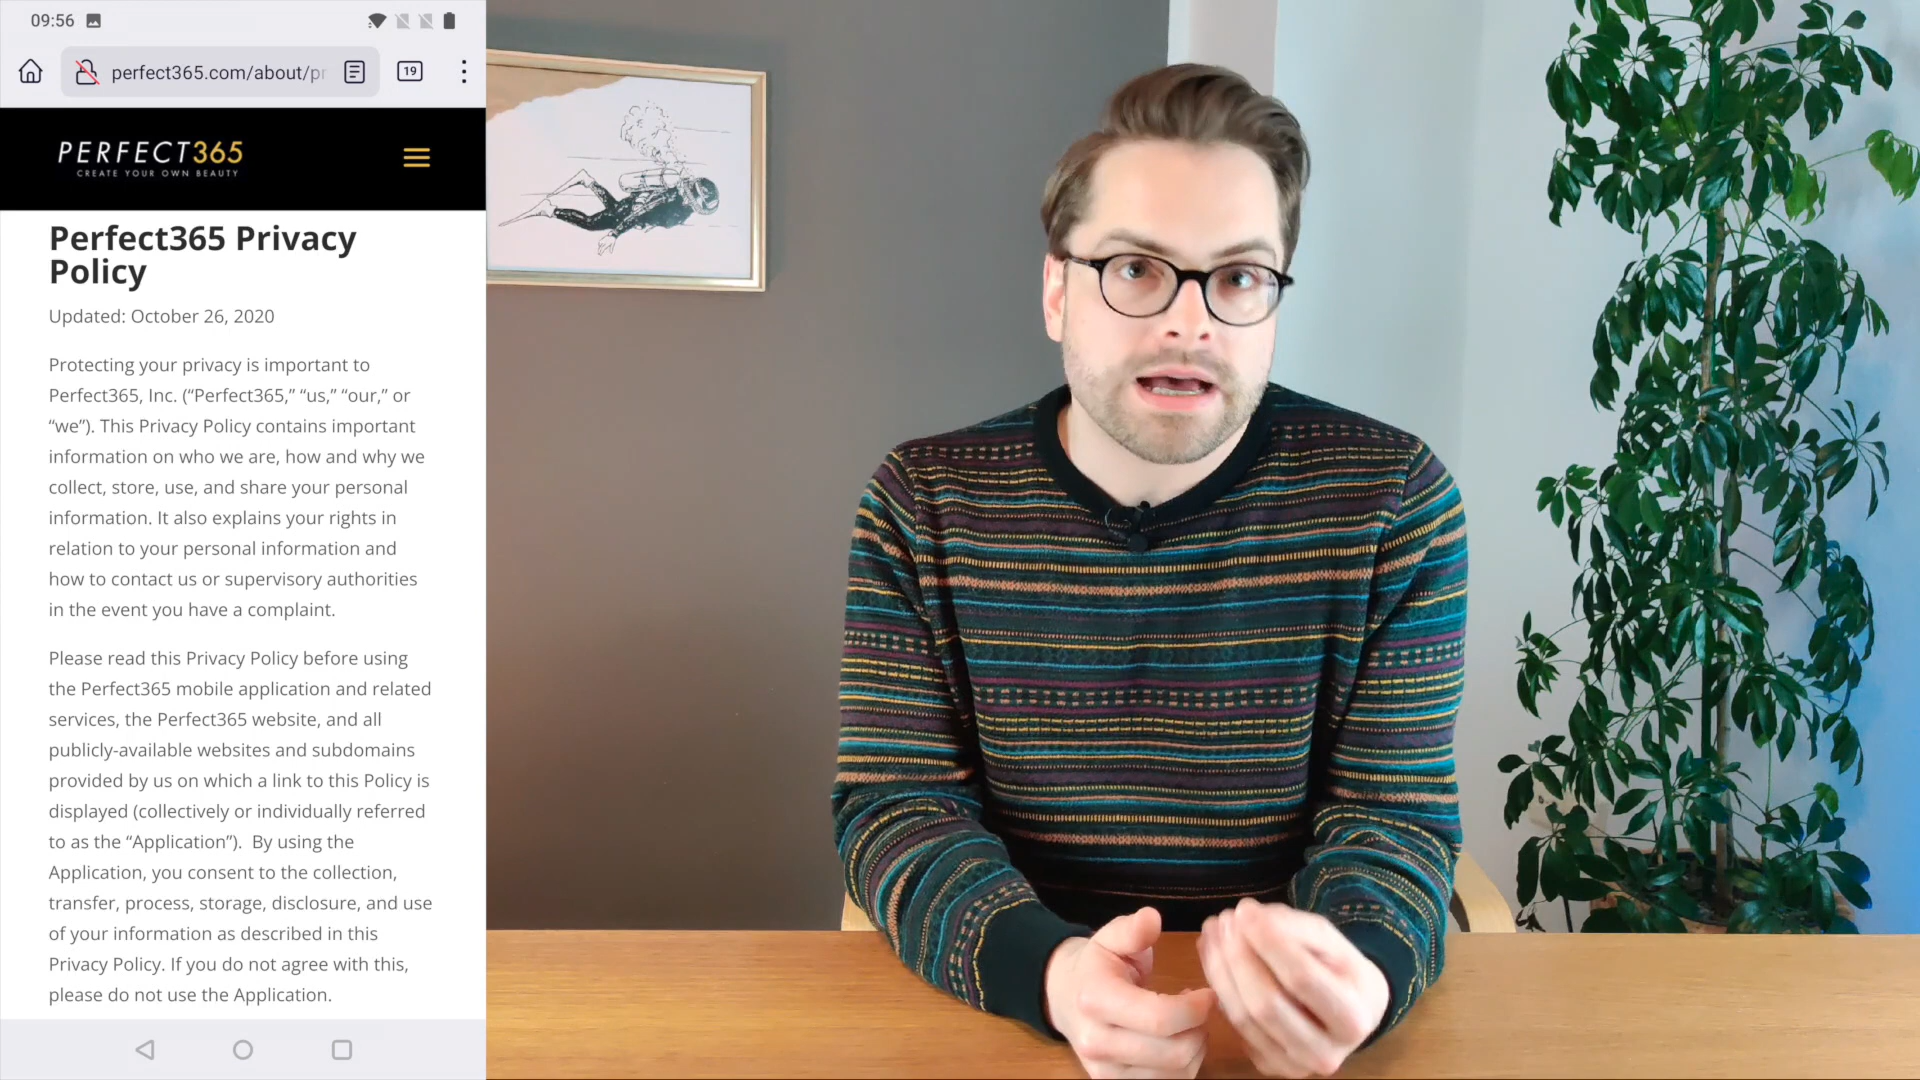 09:56
perfect365.com/about/pr
19
PERFECT365
CREATE YOUR OWN BEAUTY
Perfect365 Privacy
Policy
Updated: October 26, 2020
Protecting your privacy is important to
Perfect365, Inc. (“Perfect365,” “us,” “our,” or
“we”). This Privacy Policy contains important
information on who we are, how and why we
collect, store, use, and share your personal
information. It also explains your rights in
relation to your personal information and
how to contact us or supervisory authorities
in the event you have a complaint.
Please read this Privacy Policy before using
the Perfect365 mobile application and related
services, the Perfect365 website, and all
publicly-available websites and subdomains
provided by us on which a link to this Policy is
displayed (collectively or individually referred
to as the “Application”).  By using the
Application, you consent to the collection,
transfer, process, storage, disclosure, and use
of your information as described in this
Privacy Policy. If you do not agree with this,
please do not use the Application.